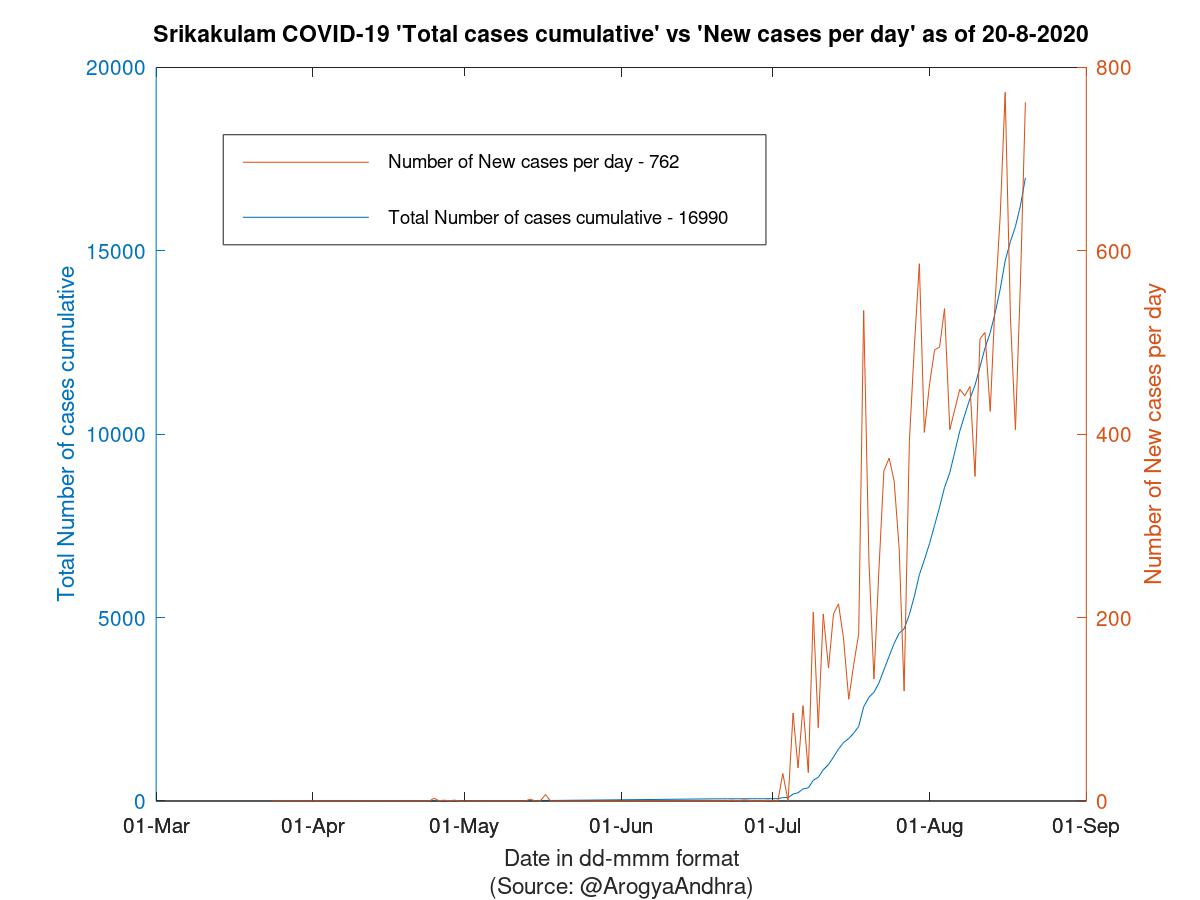 Srikakulam COVID-19 'Total cases cumulative' vs 'New cases per day' as of 20-8-2020
20000
15000
10000
5000
0
Total Number of cases cumulative
800
600
400
200
0
Number of New cases per day
Number of New cases per day - 762
Total Number of cases cumulative - 16990
01-Mar 01-Apr 01-May 01-Jun 01-Jul 01-Aug 01-Sep
Date in dd-mmm format
(Source: @ArogyaAndhra)